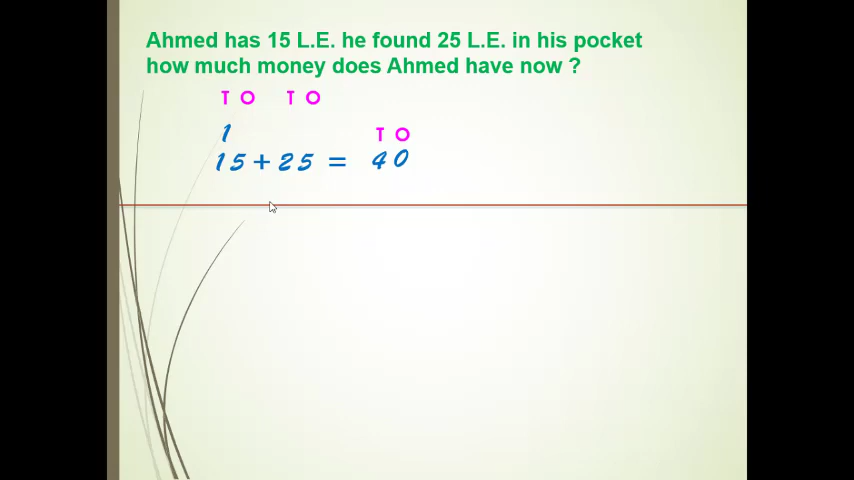 Ahmed has 15 L.E. he found 25 L.E. in his pocket
how much money does Ahmed have now ?
T O T O
1
T O
15 + 25 = 40